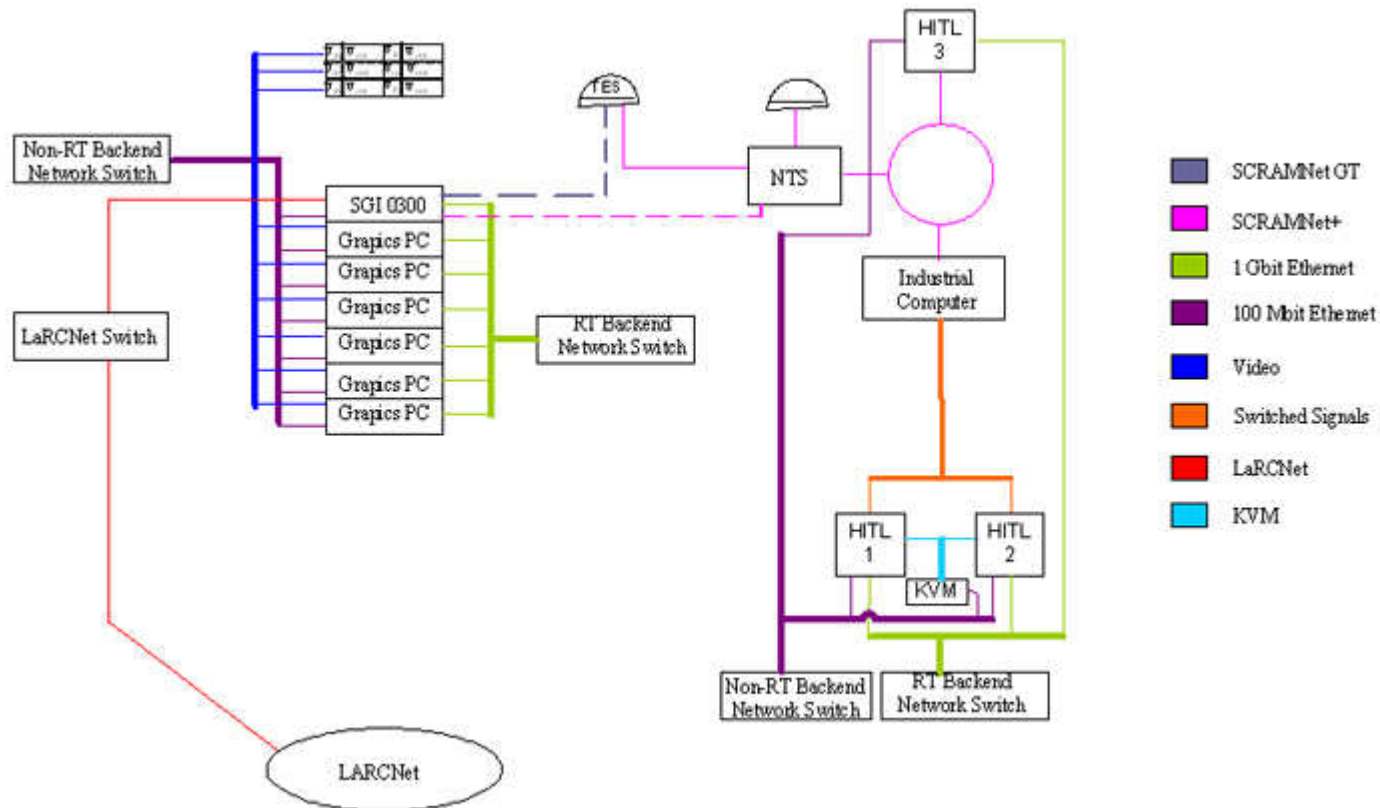 HITL
3
TES
Non-RT Backend
Network Switch
NTS
SGI 0300
Grapics PC
Grapics PC
Grapics PC
Grapics PC
Grapics PC
Grapics PC
Industrial
Computer
LaRCNet Switch
RT Backend
Network Switch
HITL
1
HITL
2
KVM
Non-RT Backend
Network Switch
RT Backend
Network Switch
LARCNet
SCRAMNet GT
SCRAMNet+
1 Gbit Ethernet
100 Mbit Ethernet
Video
Switched Signals
LaRCNet
KVM